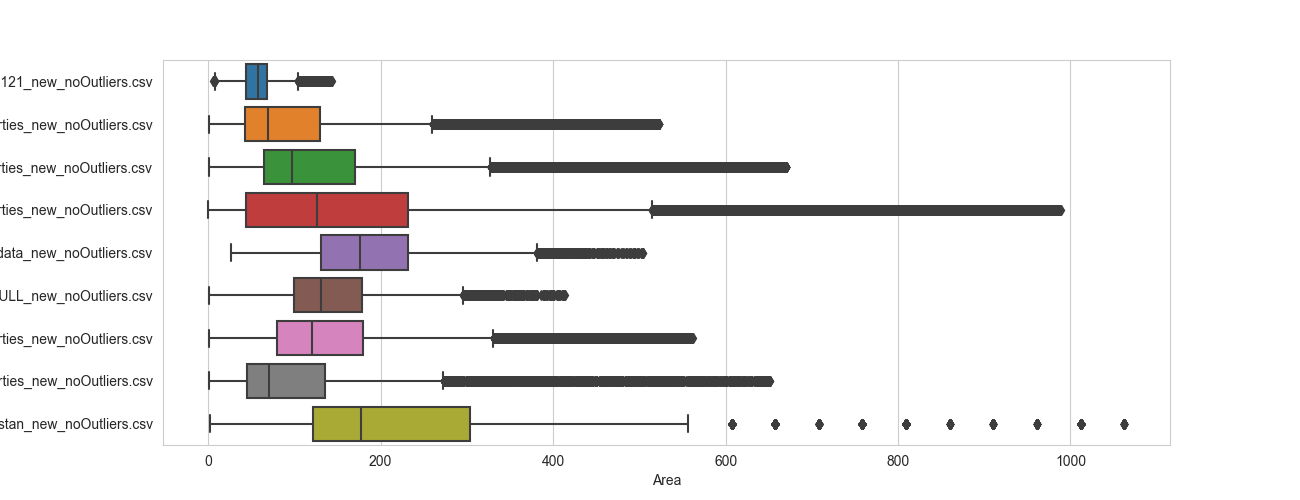 121_new_noOutliers.csv
rties_new_noOutliers.csv
rties_new_noOutliers.csv
rties_new_noOutliers.csv
data_new_noOutliers.csv
ULL_new_noOutliers.csv
rties_new_noOutliers.csv
rties_new_noOutliers.csv
stan_new_noOutliers.csv
0 200 400 600 800 1000
Area